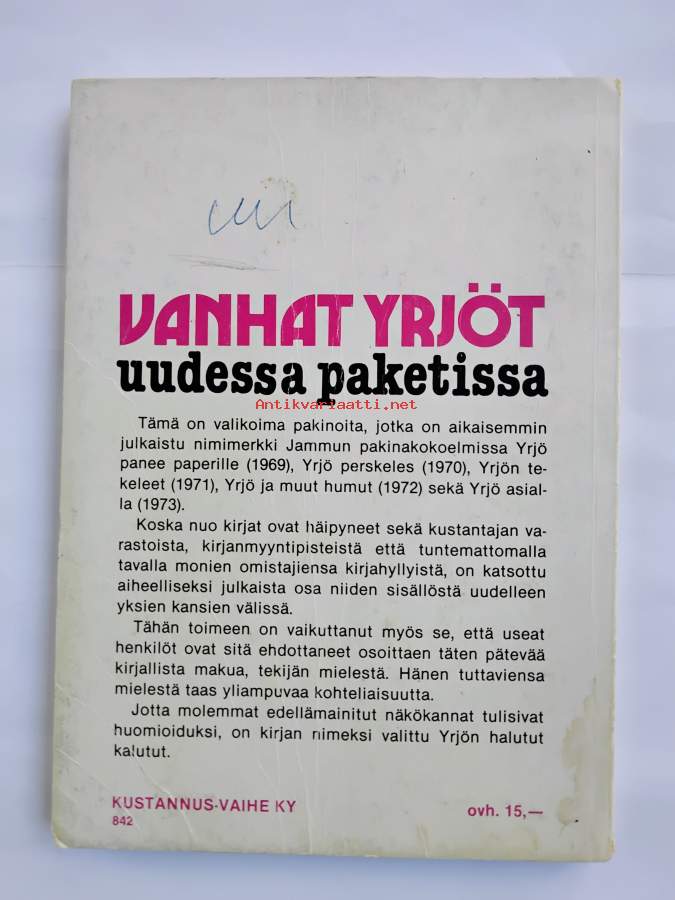 VANHAT YRJÖT
uudessa paketissa
Antikvariaatti.net
Tämä on valikoima pakinoita, jotka on aikaisemmin
julkaistu nimimerkki Jammun pakinakokoelmissa Yrjö
panee paperille (1969), Yrjö perskeles (1970), Yrjön te-
keleet (1971), Yrjö ja muut humut (1972) sekä Yrjö asial-
la (1973).
Koska nuo kirjat ovat häipyneet sekä kustantajan va-
rastoista, kirjanmyyntipisteistä että tuntemattomalla
tavalla monien omistajiensa kirjahyllyistä, on katsottu
aiheelliseksi julkaista osa niiden sisällöstä uudelleen
yksien kansien välissä.
Tähän toimeen on vaikuttanut myös se, että useat
henkilöt ovat sitä ehdottaneet osoittaen täten pätevää
kirjallista makua, tekijän mielestä. Hänen tuttaviensa
mielestä taas yliampuvaa kohteliaisuutta.
Jotta molemmat edellämainitut näkökannat tulisivat
huomioiduksi, on kirjan nimeksi valittu Yrjön halutut
kalutut.
KUSTANNUS-VAIHE KY ovh. 15,—
842